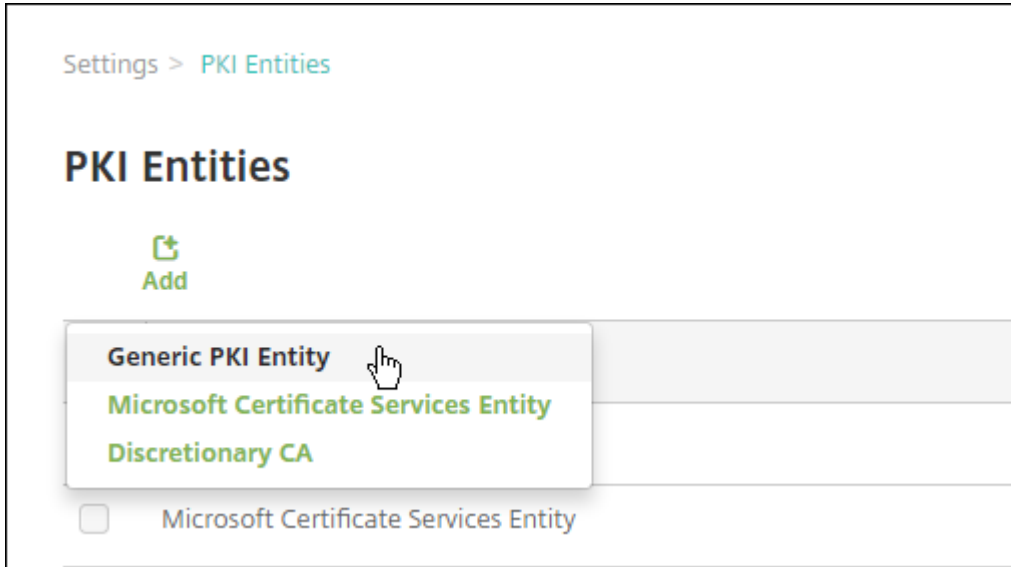 Settings > PKI Entities
PKI Entities
Add
Generic PKI Entity
Microsoft Certificate Services Entity
Discretionary CA
Microsoft Certificate Services Entity